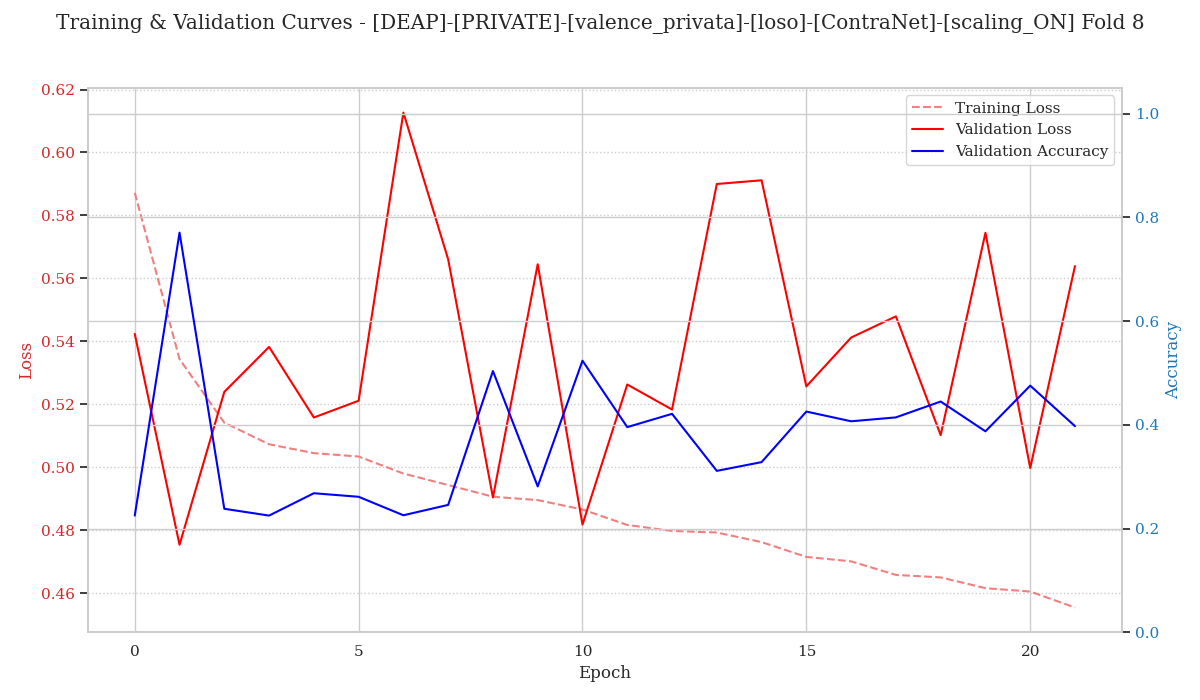 Training & Validation Curves - [DEAP]-[PRIVATE]-[valence_privata]-[loso]-[ContraNet]-[scaling_ON] Fold 8
Training Loss
Validation Loss
Validation Accuracy
Loss
0.62
0.60
0.58
0.56
0.54
0.52
0.50
0.48
0.46
Accuracy
1.0
0.8
0.6
0.4
0.2
0.0
0
5
10
15
20
Epoch